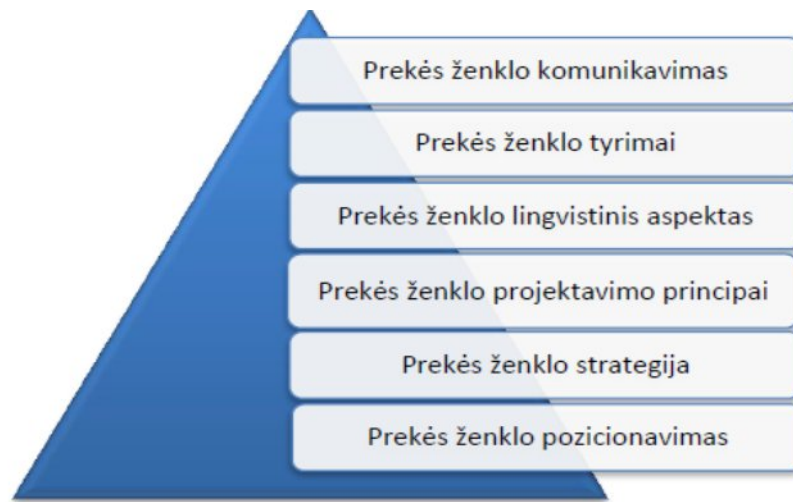 Prekės ženklo komunikavimas
Prekės ženklo tyrimai
Prekės ženklo lingvistinis aspektas
Prekės ženklo projektavimo principai
Prekės ženklo strategija
Prekės ženklo pozicionavimas